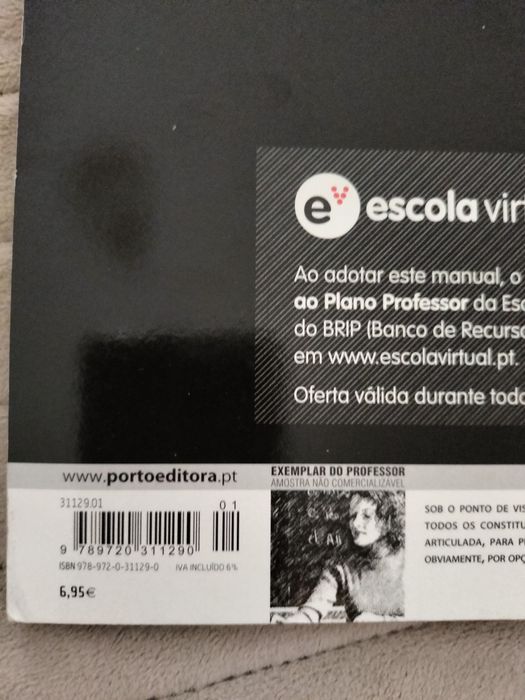 escola vir
Ao adotar este manual, o
ao Plano Professor da Esc
do BRIP (Banco de Recurso
em www.escolavirtual.pt.
Oferta válida durante todo
www.portoeditora.pt
31129.01
01
9 789720 311290
ISBN 978-972-0-31129-0 IVA INCLUÍDO 6%
6,95€
EXEMPLAR DO PROFESSOR
AMOSTRA NÃO COMERCIALIZÁVEL
SOB O PONTO DE VIS
TODOS OS CONSTITU
ARTICULADA, PARA P
OBVIAMENTE, POR OPÇ